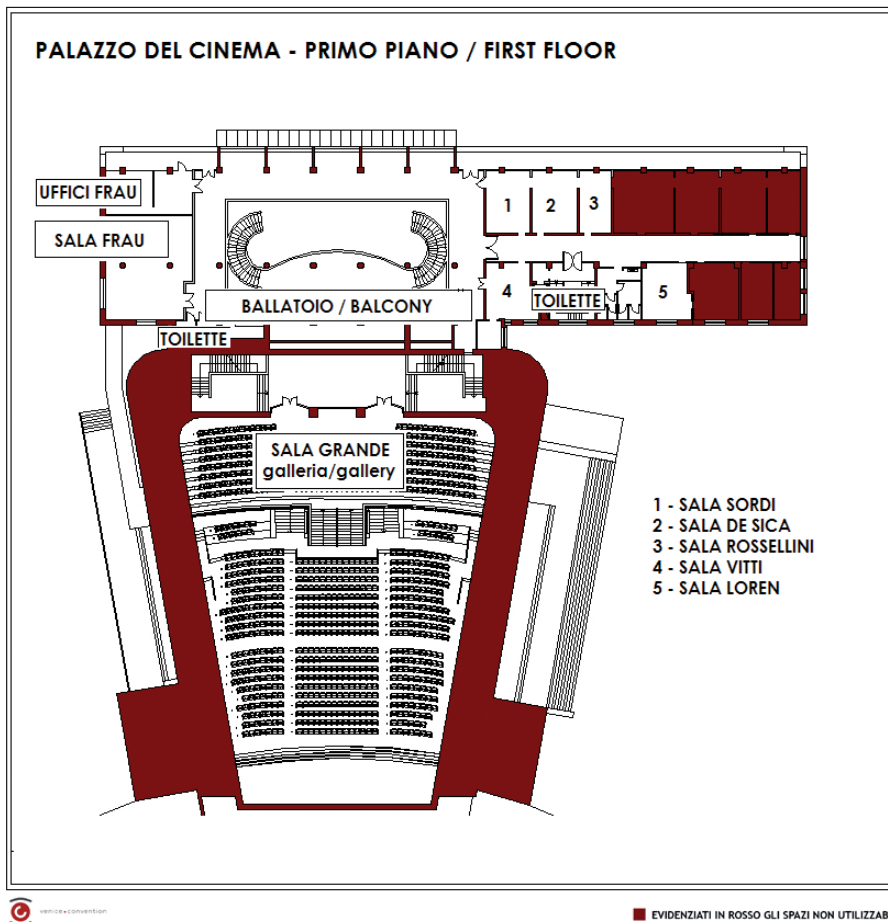 PALAZZO DEL CINEMA - PRIMO PIANO / FIRST FLOOR
UFFICI FRAU
1
2
3
SALA FRAU
4
5
BALLATOIO / BALCONY
TOILETTE
TOILETTE
SALA GRANDE
galleria/gallery
1 - SALA SORDI
2 - SALA DE SICA
3 - SALA ROSSELLINI
4 - SALA VITTI
5 - SALA LOREN
venice convention
EVIDENZIATI IN ROSSO GLI SPAZI NON UTILIZZAB